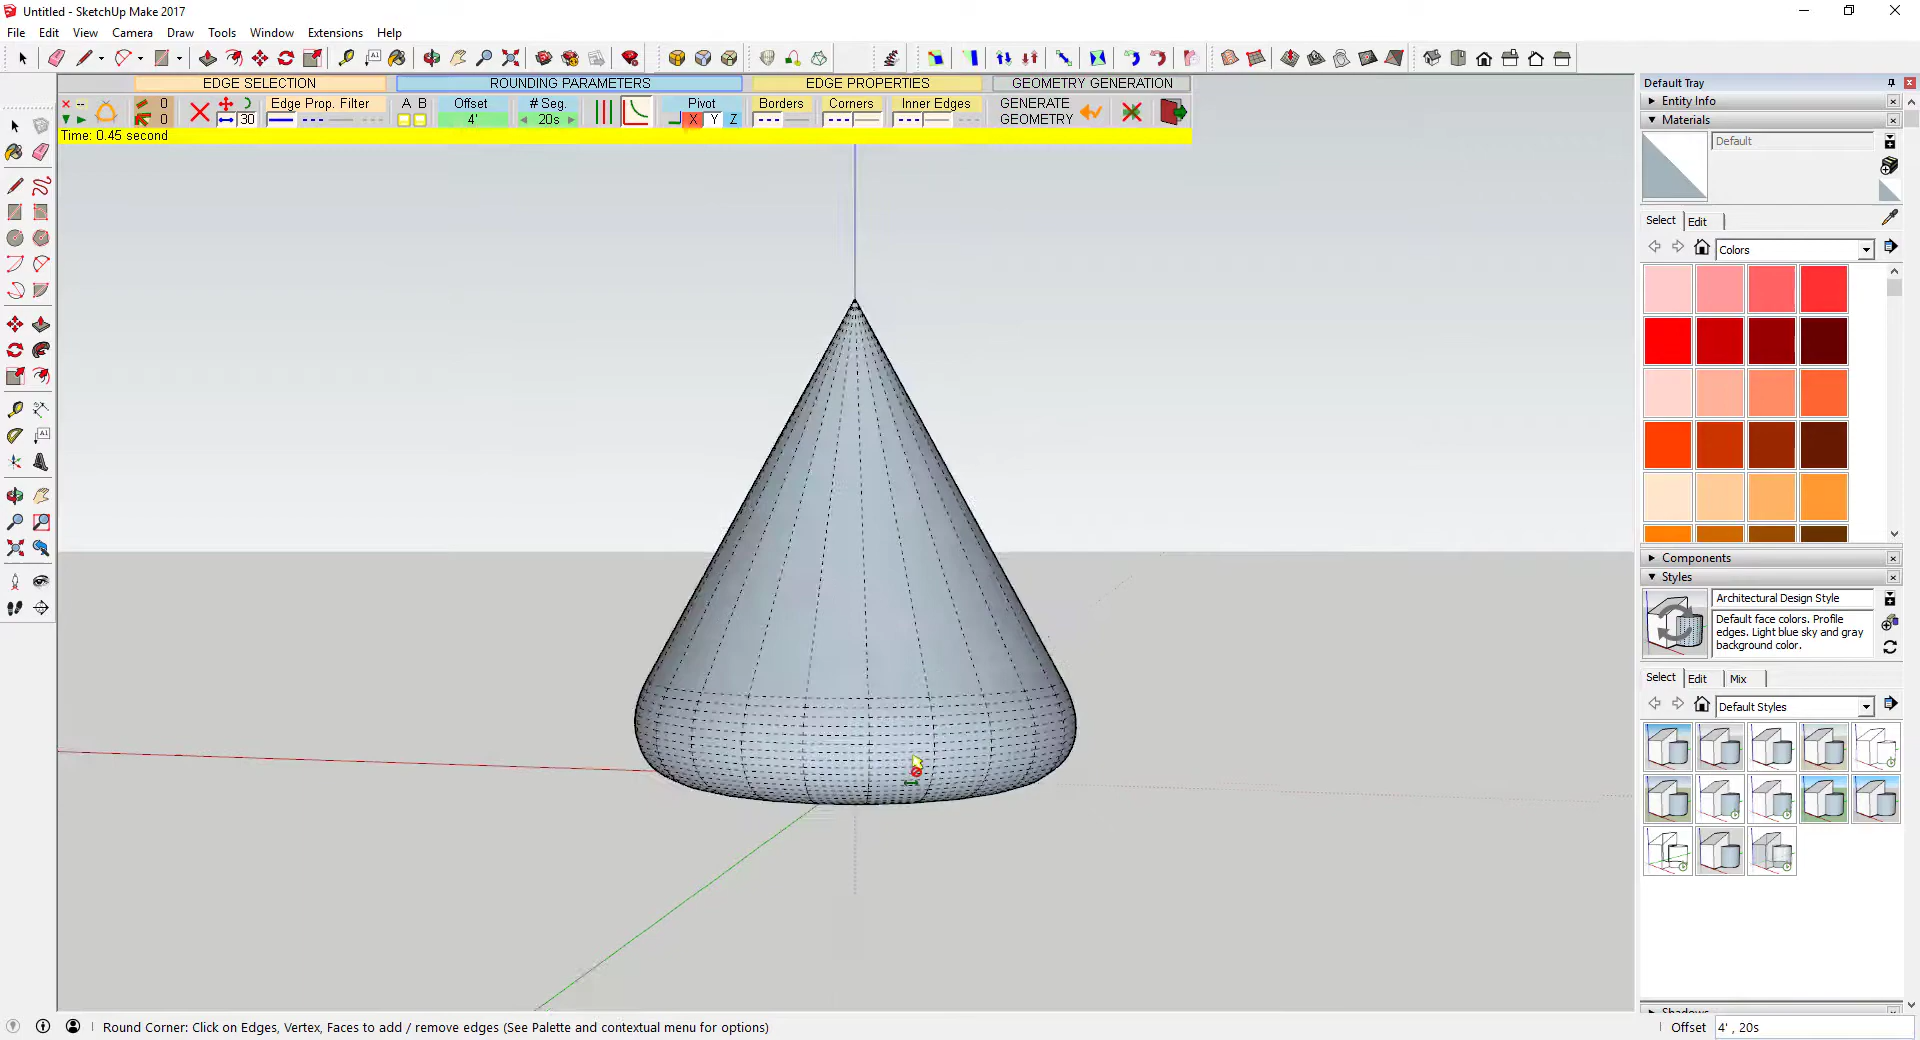 Untitled - SketchUp Make 2017
File Edit View Camera Draw Tools Window Extensions Help
EDGE SELECTION ROUNDING PARAMETERS EDGE PROPERTIES GEOMETRY GENERATION
0 Edge Prop. Filter A B Offset # Seg. Pivot Borders Corners Inner Edges GENERATE
0 30 4' 20s X Y Z GEOMETRY
Time: 0.45 second
Default Tray
Entity Info
Materials
Default
Select Edit
Colors
Components
Styles
Architectural Design Style
Default face colors. Profile
edges. Light blue sky and gray
background color.
Select Edit Mix
Default Styles
Round Corner: Click on Edges, Vertex, Faces to add / remove edges (See Palette and contextual menu for options)
Offset 4' , 20s